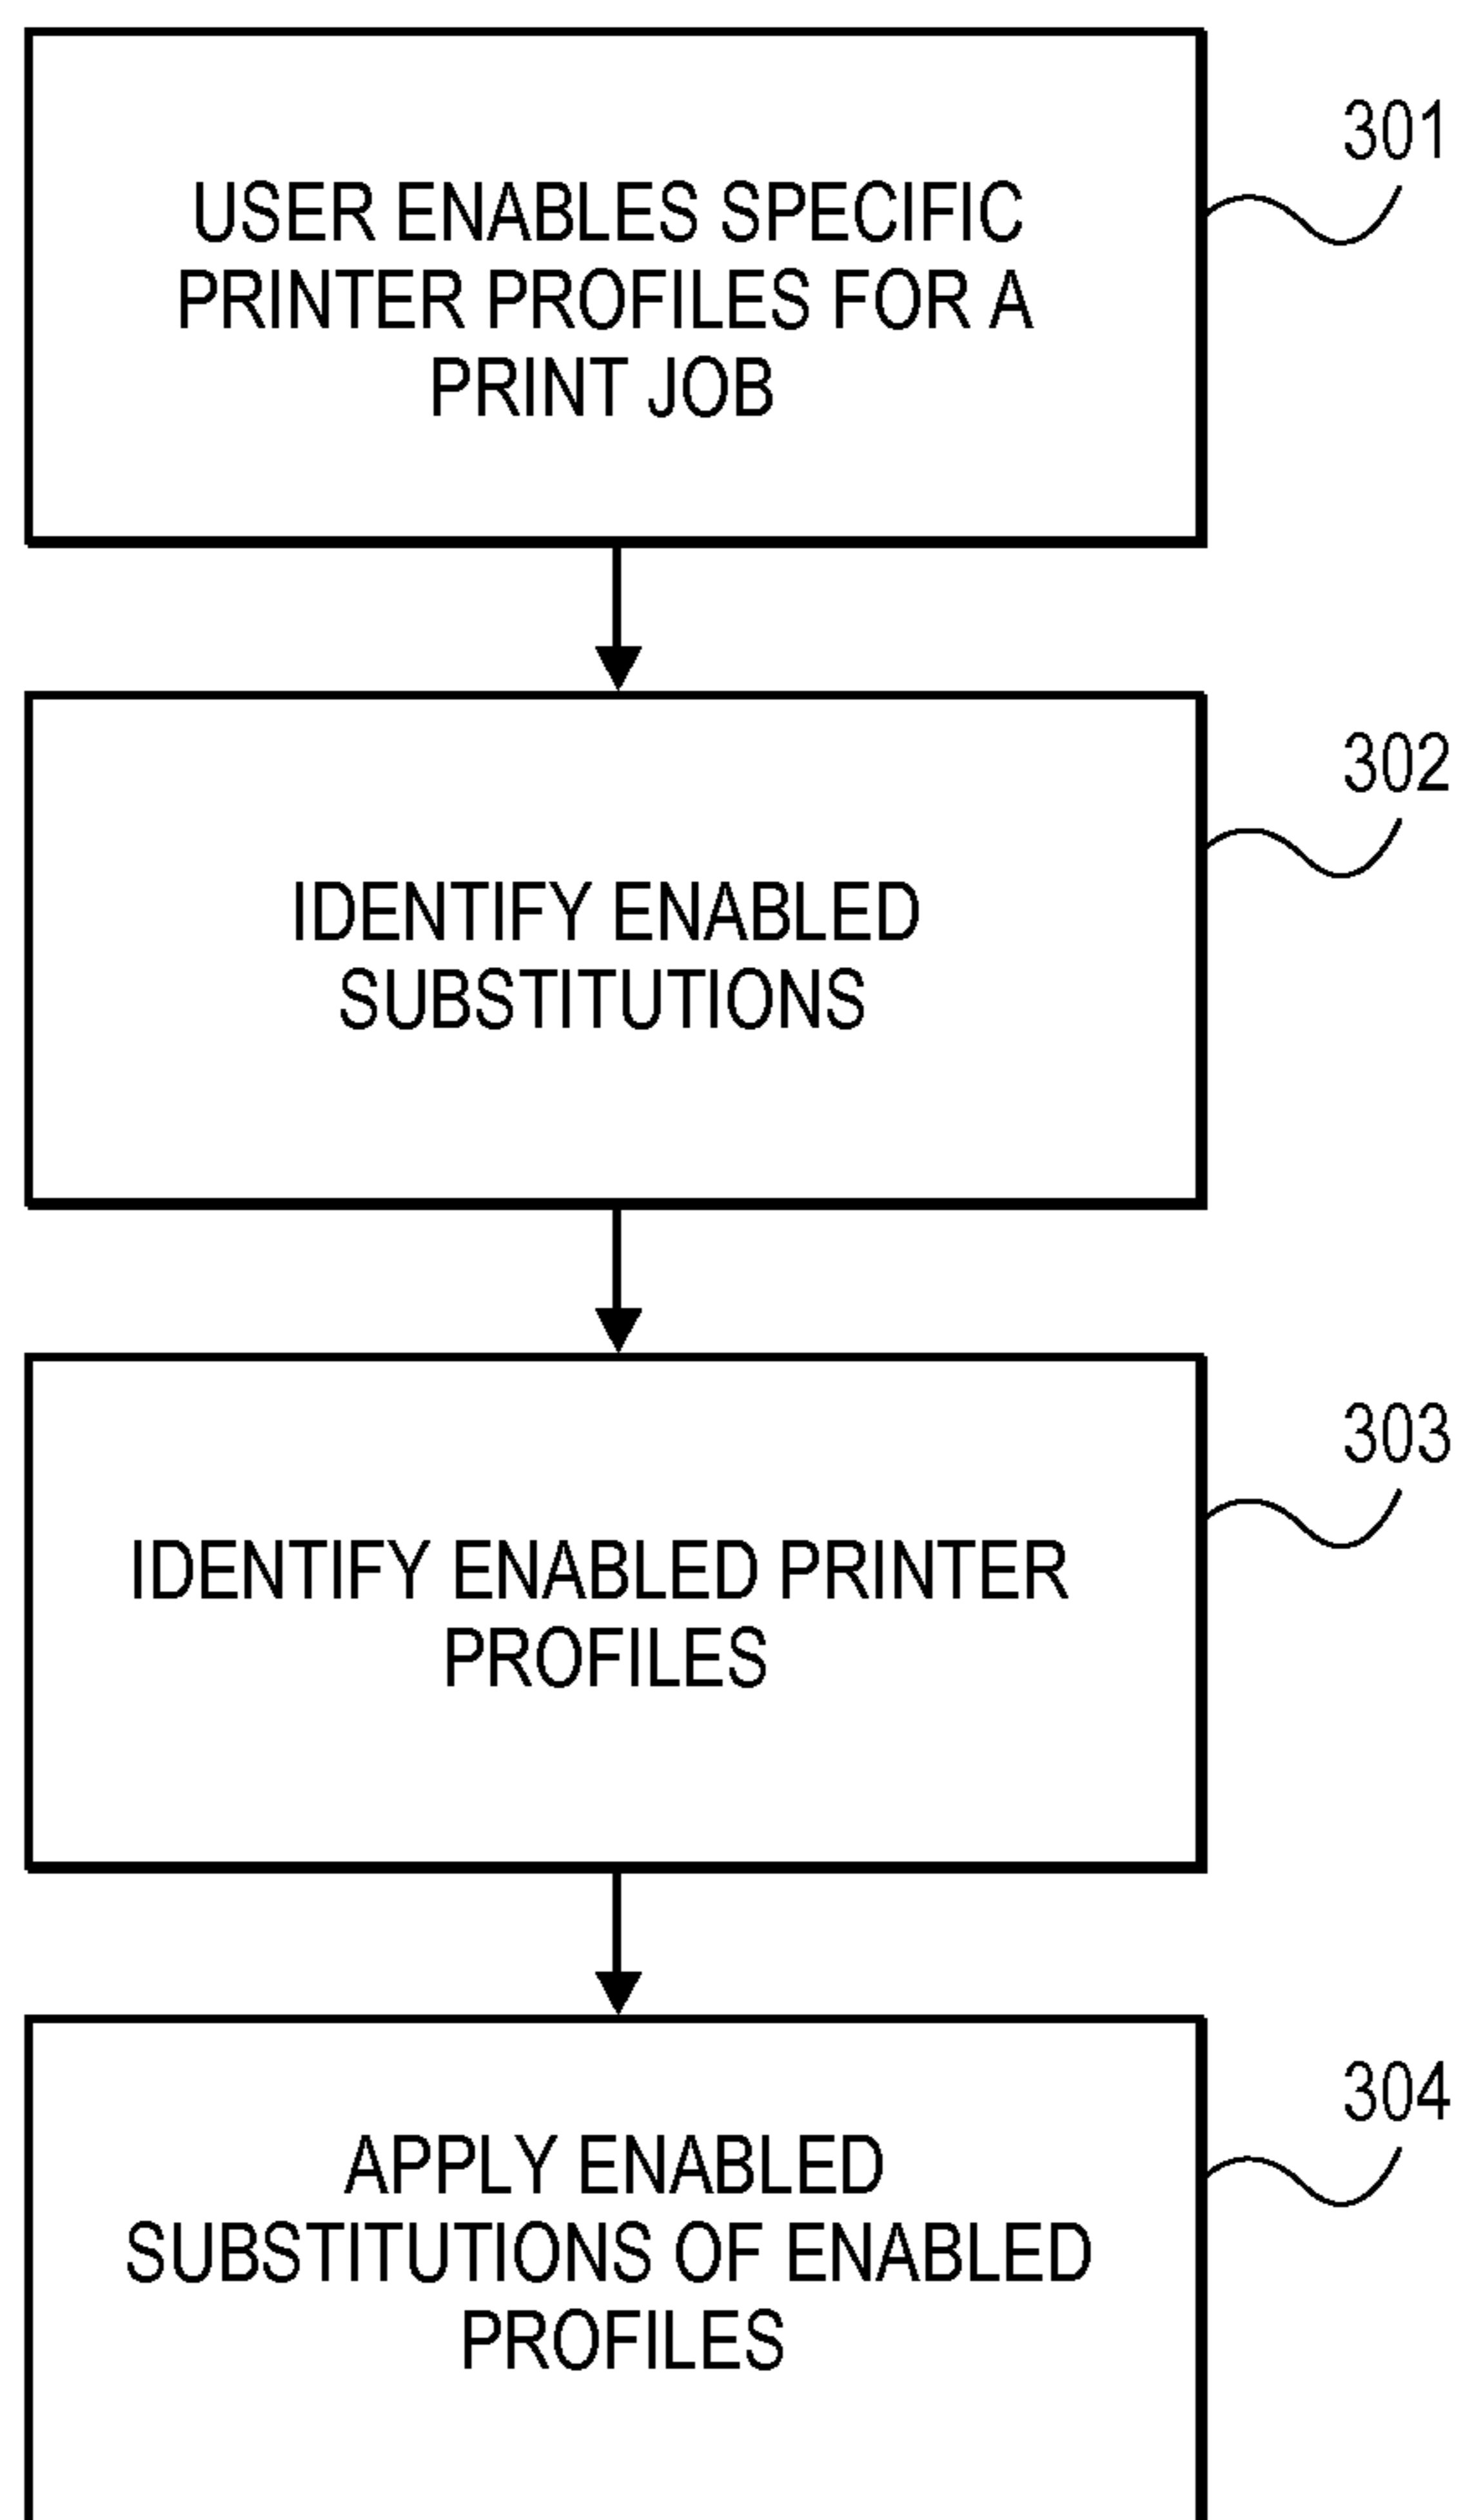 301
USER ENABLES SPECIFIC
PRINTER PROFILES FOR A
PRINT JOB
302
IDENTIFY ENABLED
SUBSTITUTIONS
303
IDENTIFY ENABLED PRINTER
PROFILES
304
APPLY ENABLED
SUBSTITUTIONS OF ENABLED
PROFILES